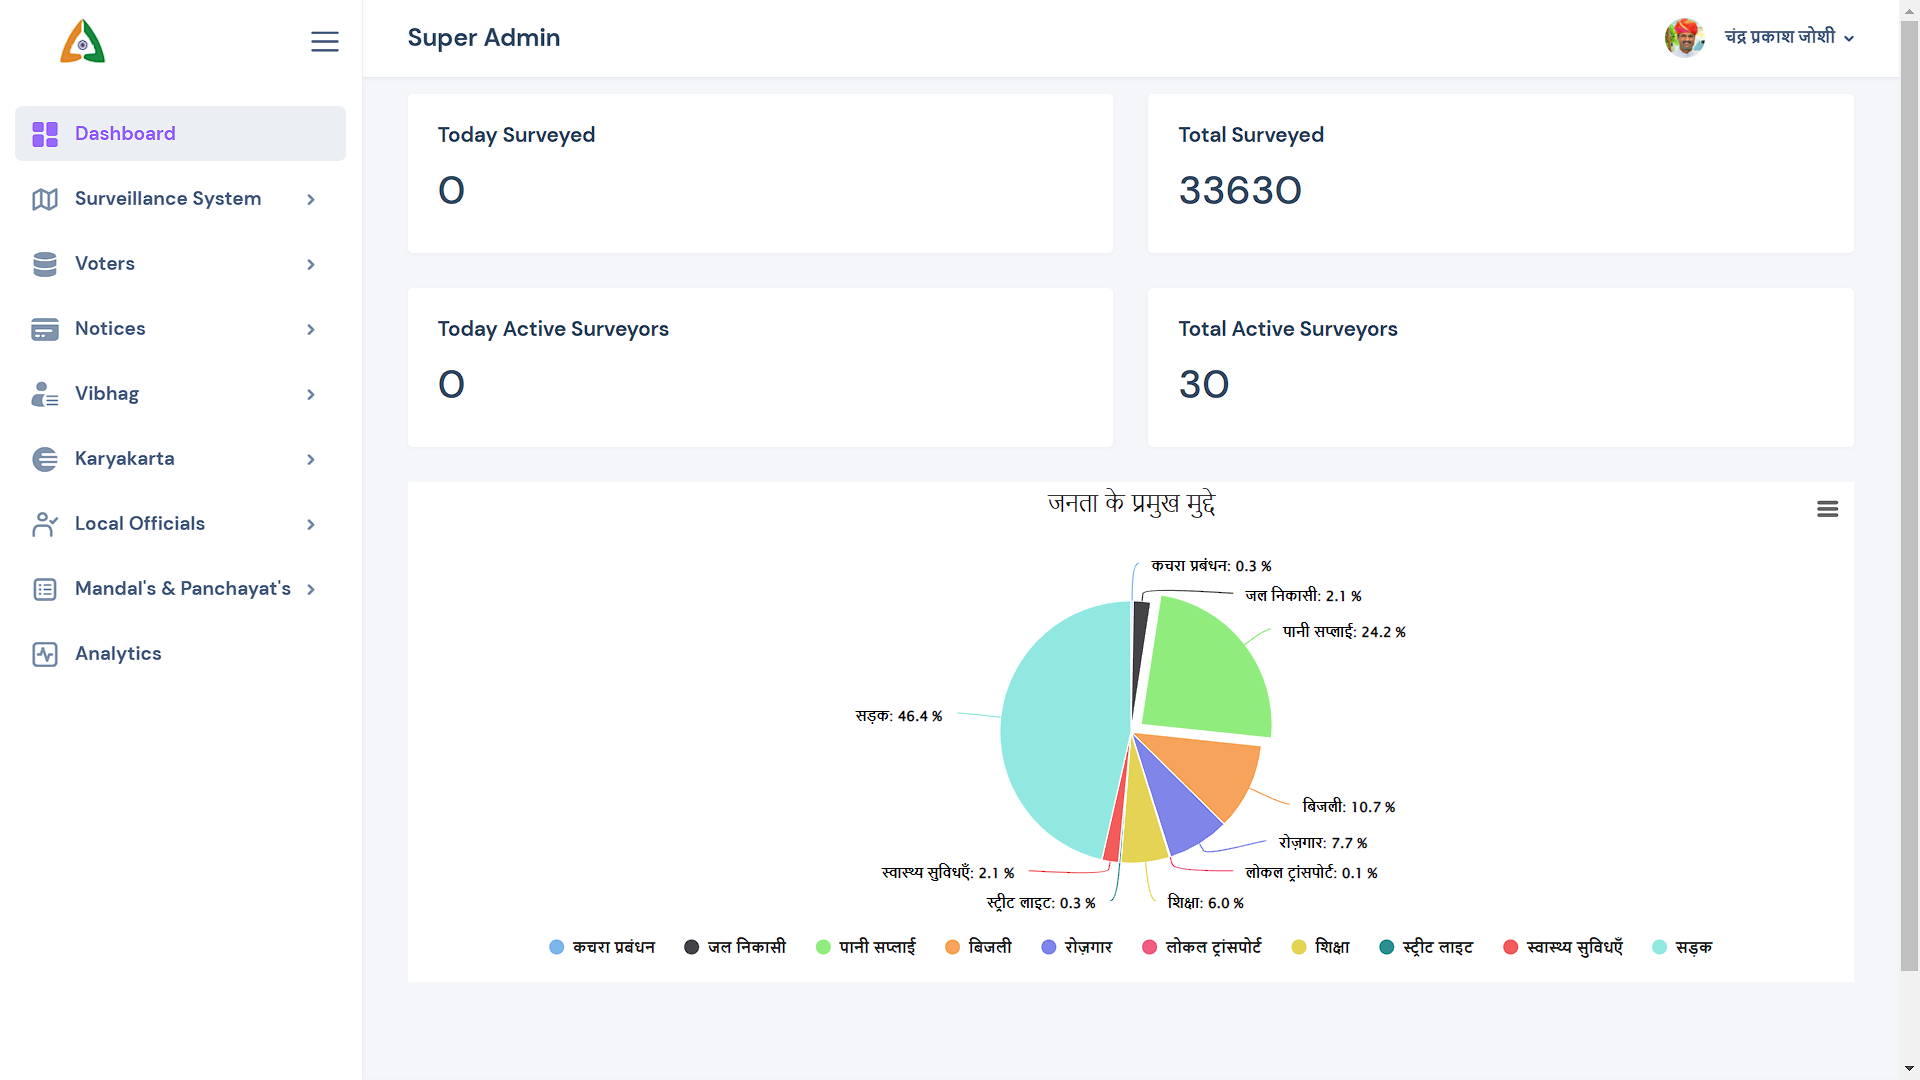 Super Admin
चंद्र प्रकाश जोशी
Dashboard
Surveillance System
Voters
Notices
Vibhag
Karyakarta
Local Officials
Mandal's & Panchayat's
Analytics
Today Surveyed
0
Total Surveyed
33630
Today Active Surveyors
0
Total Active Surveyors
30
जनता के प्रमुख मुद्दे
कचरा प्रबंधन: 0.3 %
जल निकासी: 2.1 %
पानी सप्लाई: 24.2 %
सड़क: 46.4 %
बिजली: 10.7 %
रोज़गार: 7.7 %
स्वास्थ्य सुविधएँ: 2.1 %
लोकल ट्रांसपोर्ट: 0.1 %
स्ट्रीट लाइट: 0.3 %
शिक्षा: 6.0 %
कचरा प्रबंधन जल निकासी पानी सप्लाई बिजली रोज़गार लोकल ट्रांसपोर्ट शिक्षा स्ट्रीट लाइट स्वास्थ्य सुविधएँ सड़क